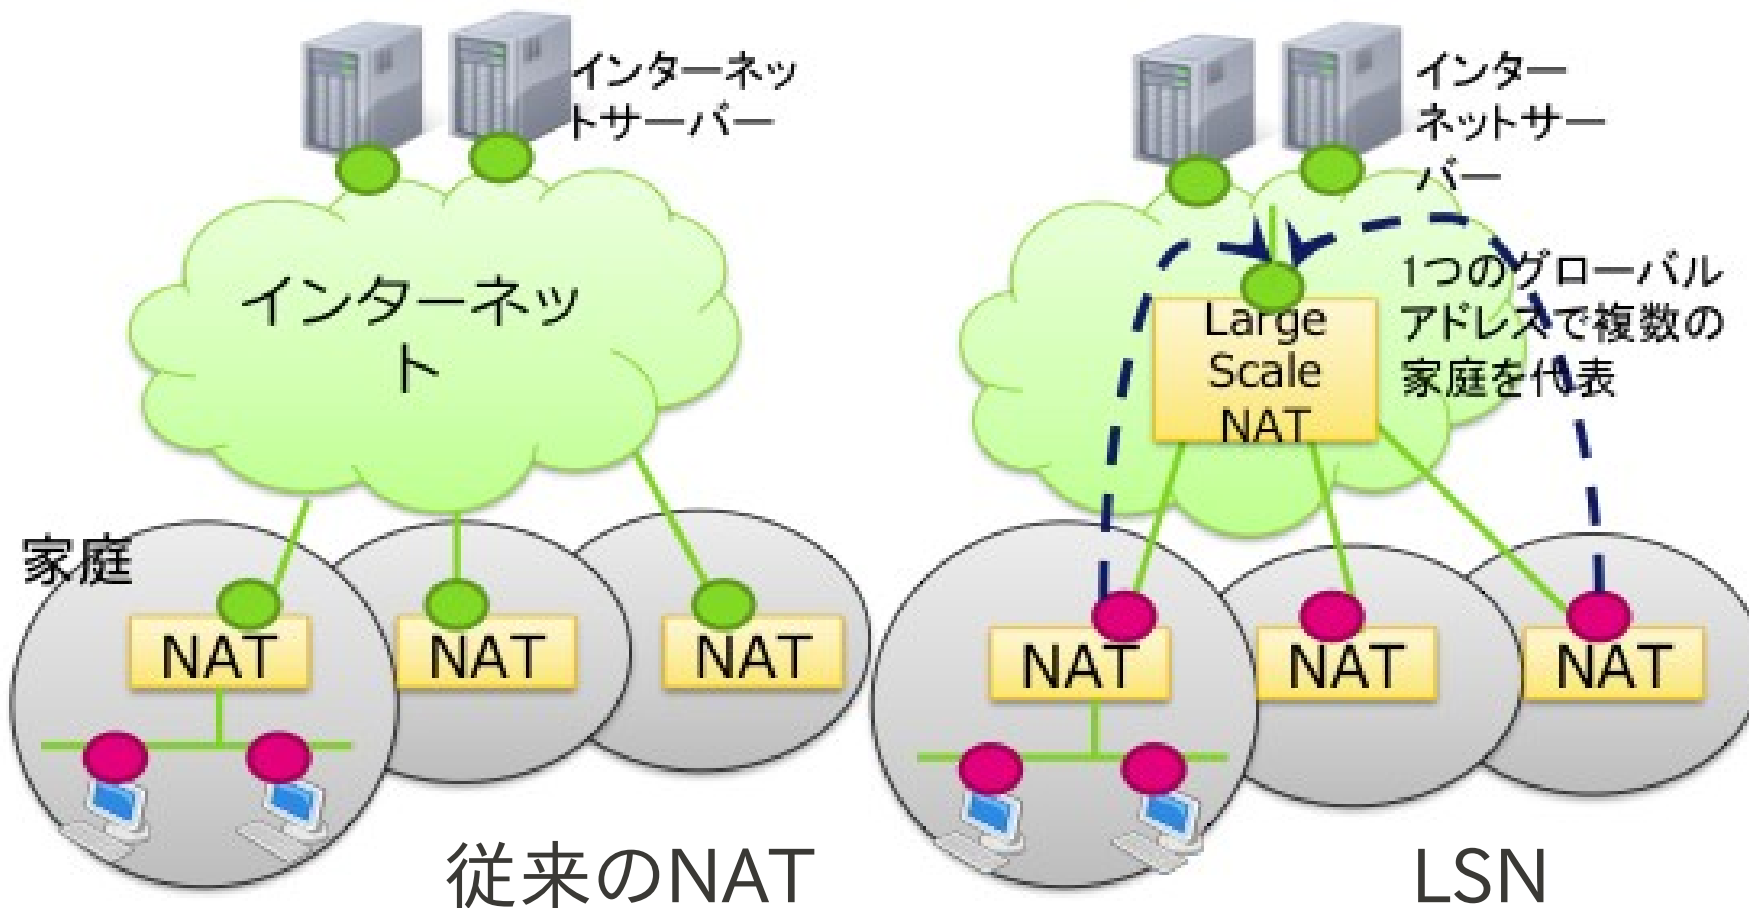 インターネッ
トサーバー
インターネッ
ト
家庭
NAT
NAT
NAT
従来のNAT
インター
ネットサー
バー
1つのグローバル
アドレスで複数の
家庭を代表
Large
Scale
NAT
NAT
NAT
NAT
LSN